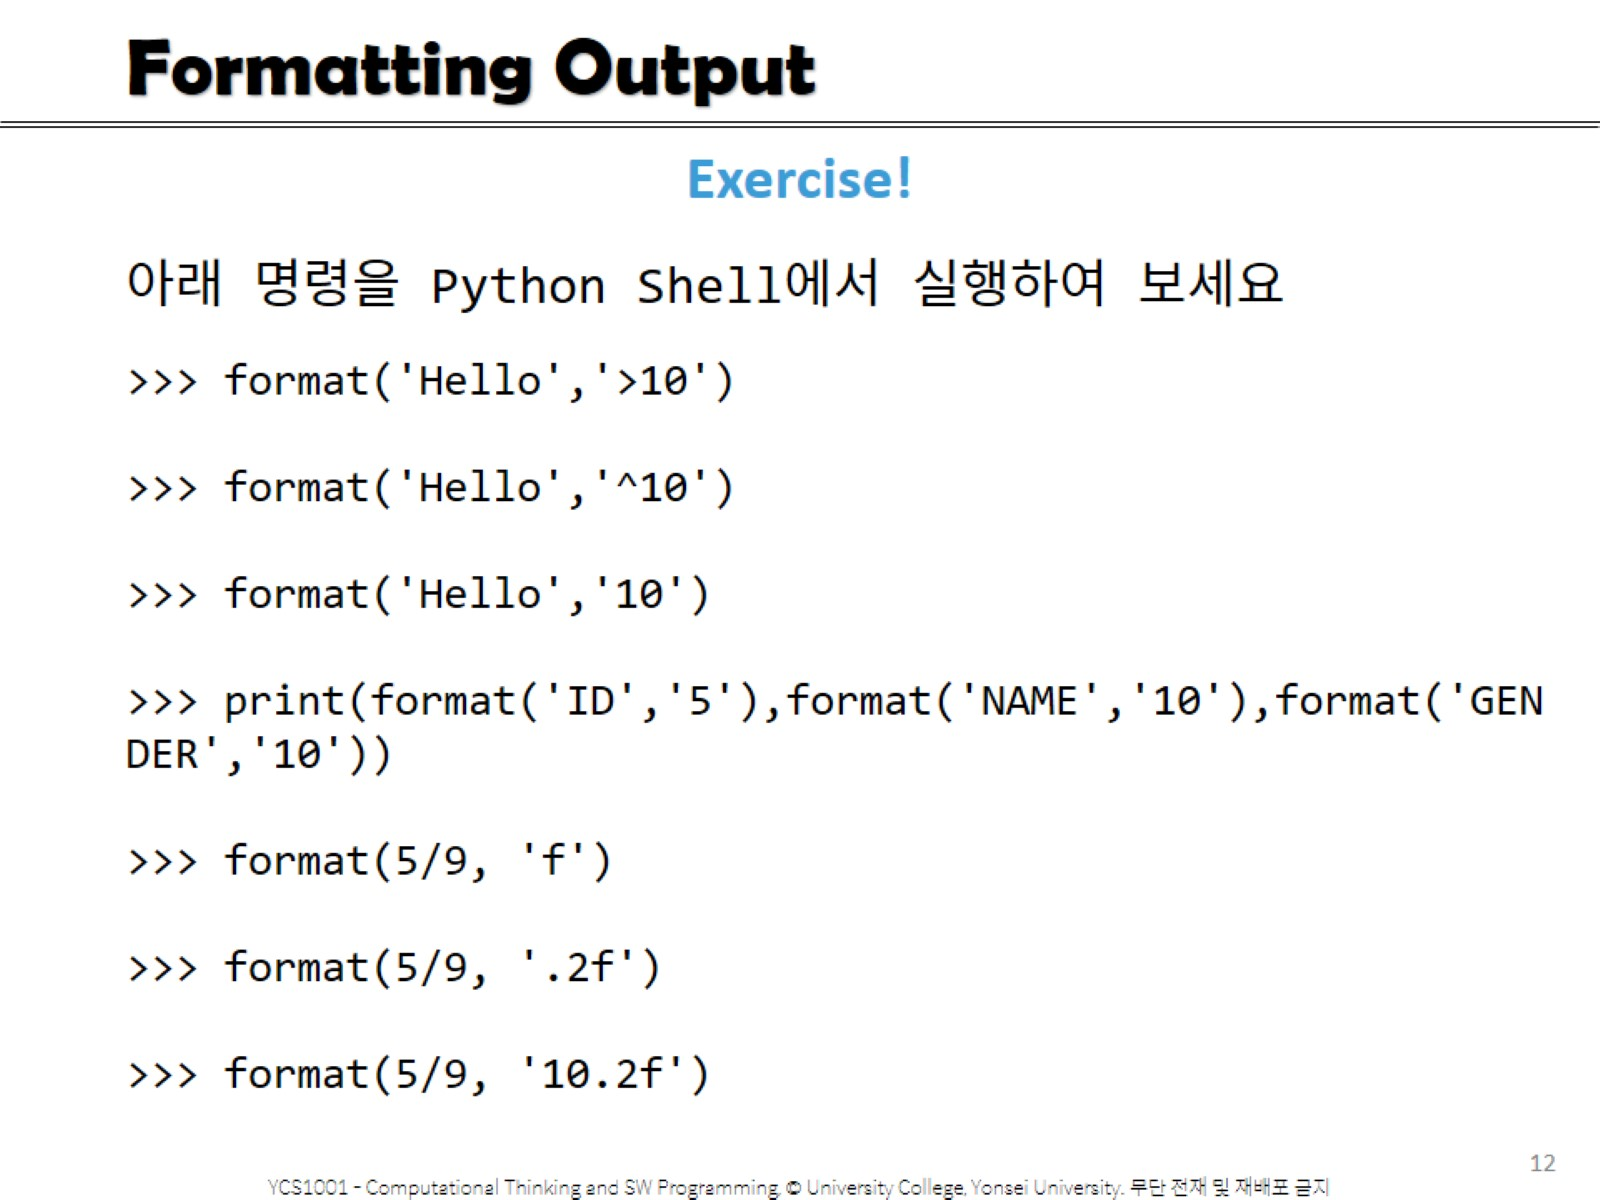 Formatting Output
Exercise!
아래 명령을 Python Shell에서 실행하여 보세요
>>> format('Hello','>10')
>>> format('Hello','^10')
>>> format('Hello','10')
>>> print(format('ID','5'),format('NAME','10'),format('GEN
DER','10'))
>>> format(5/9, 'f')
>>> format(5/9, '.2f')
>>> format(5/9, '10.2f')
12
YCS1001 - Computational Thinking and SW Programming, © University College, Yonsei University. 무단 전재 및 재배포 금지